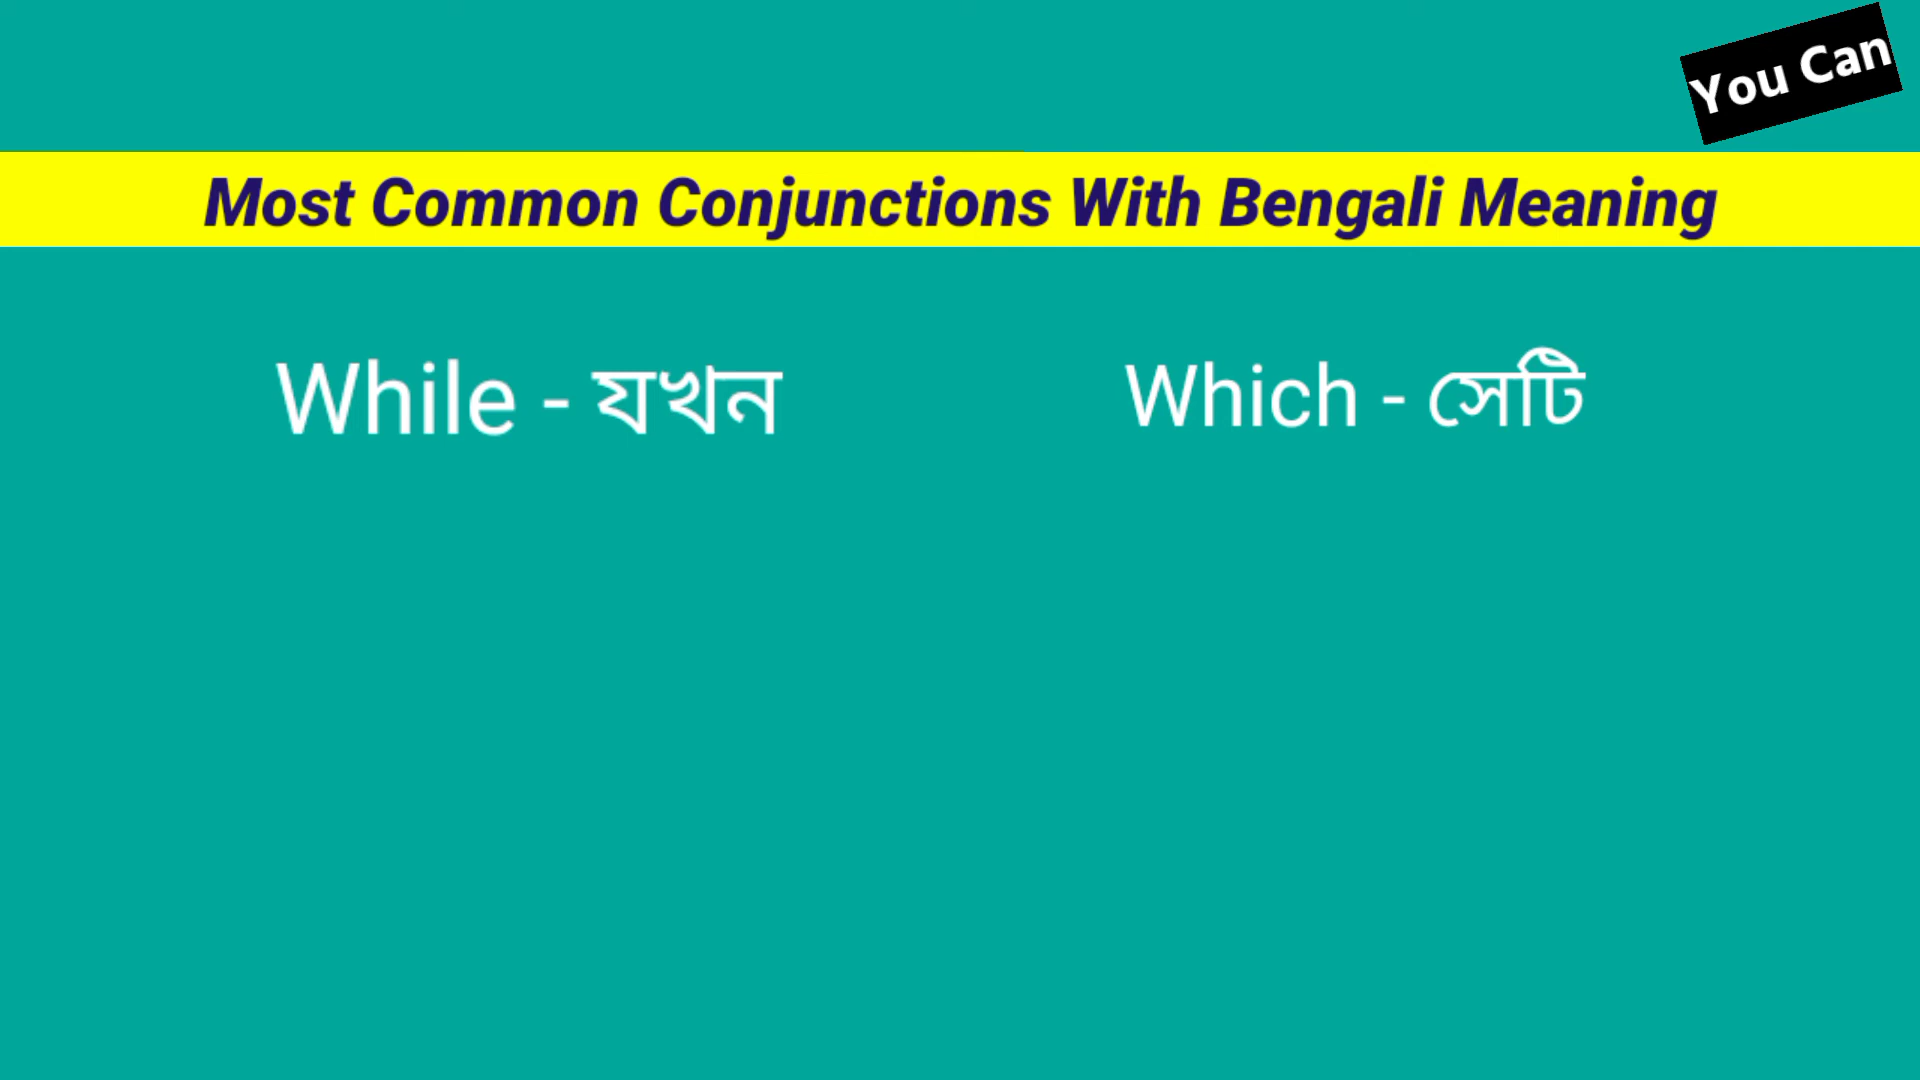 You Can
Most Common Conjunctions With Bengali Meaning
While - যখন
Which - সেটি